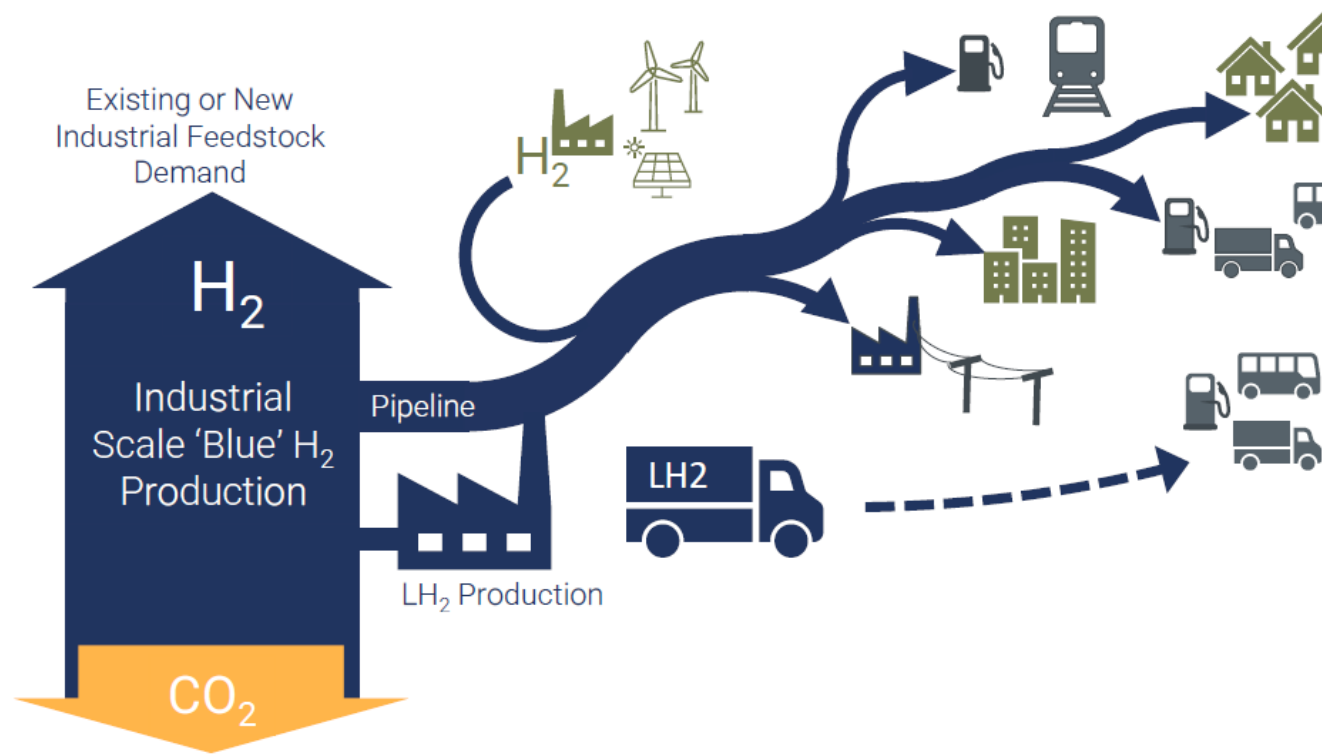 Existing or New
Industrial Feedstock
Demand
H₂
Industrial
Scale ‘Blue’ H₂
Production
CO₂
Pipeline
LH₂ Production
H₂
LH2